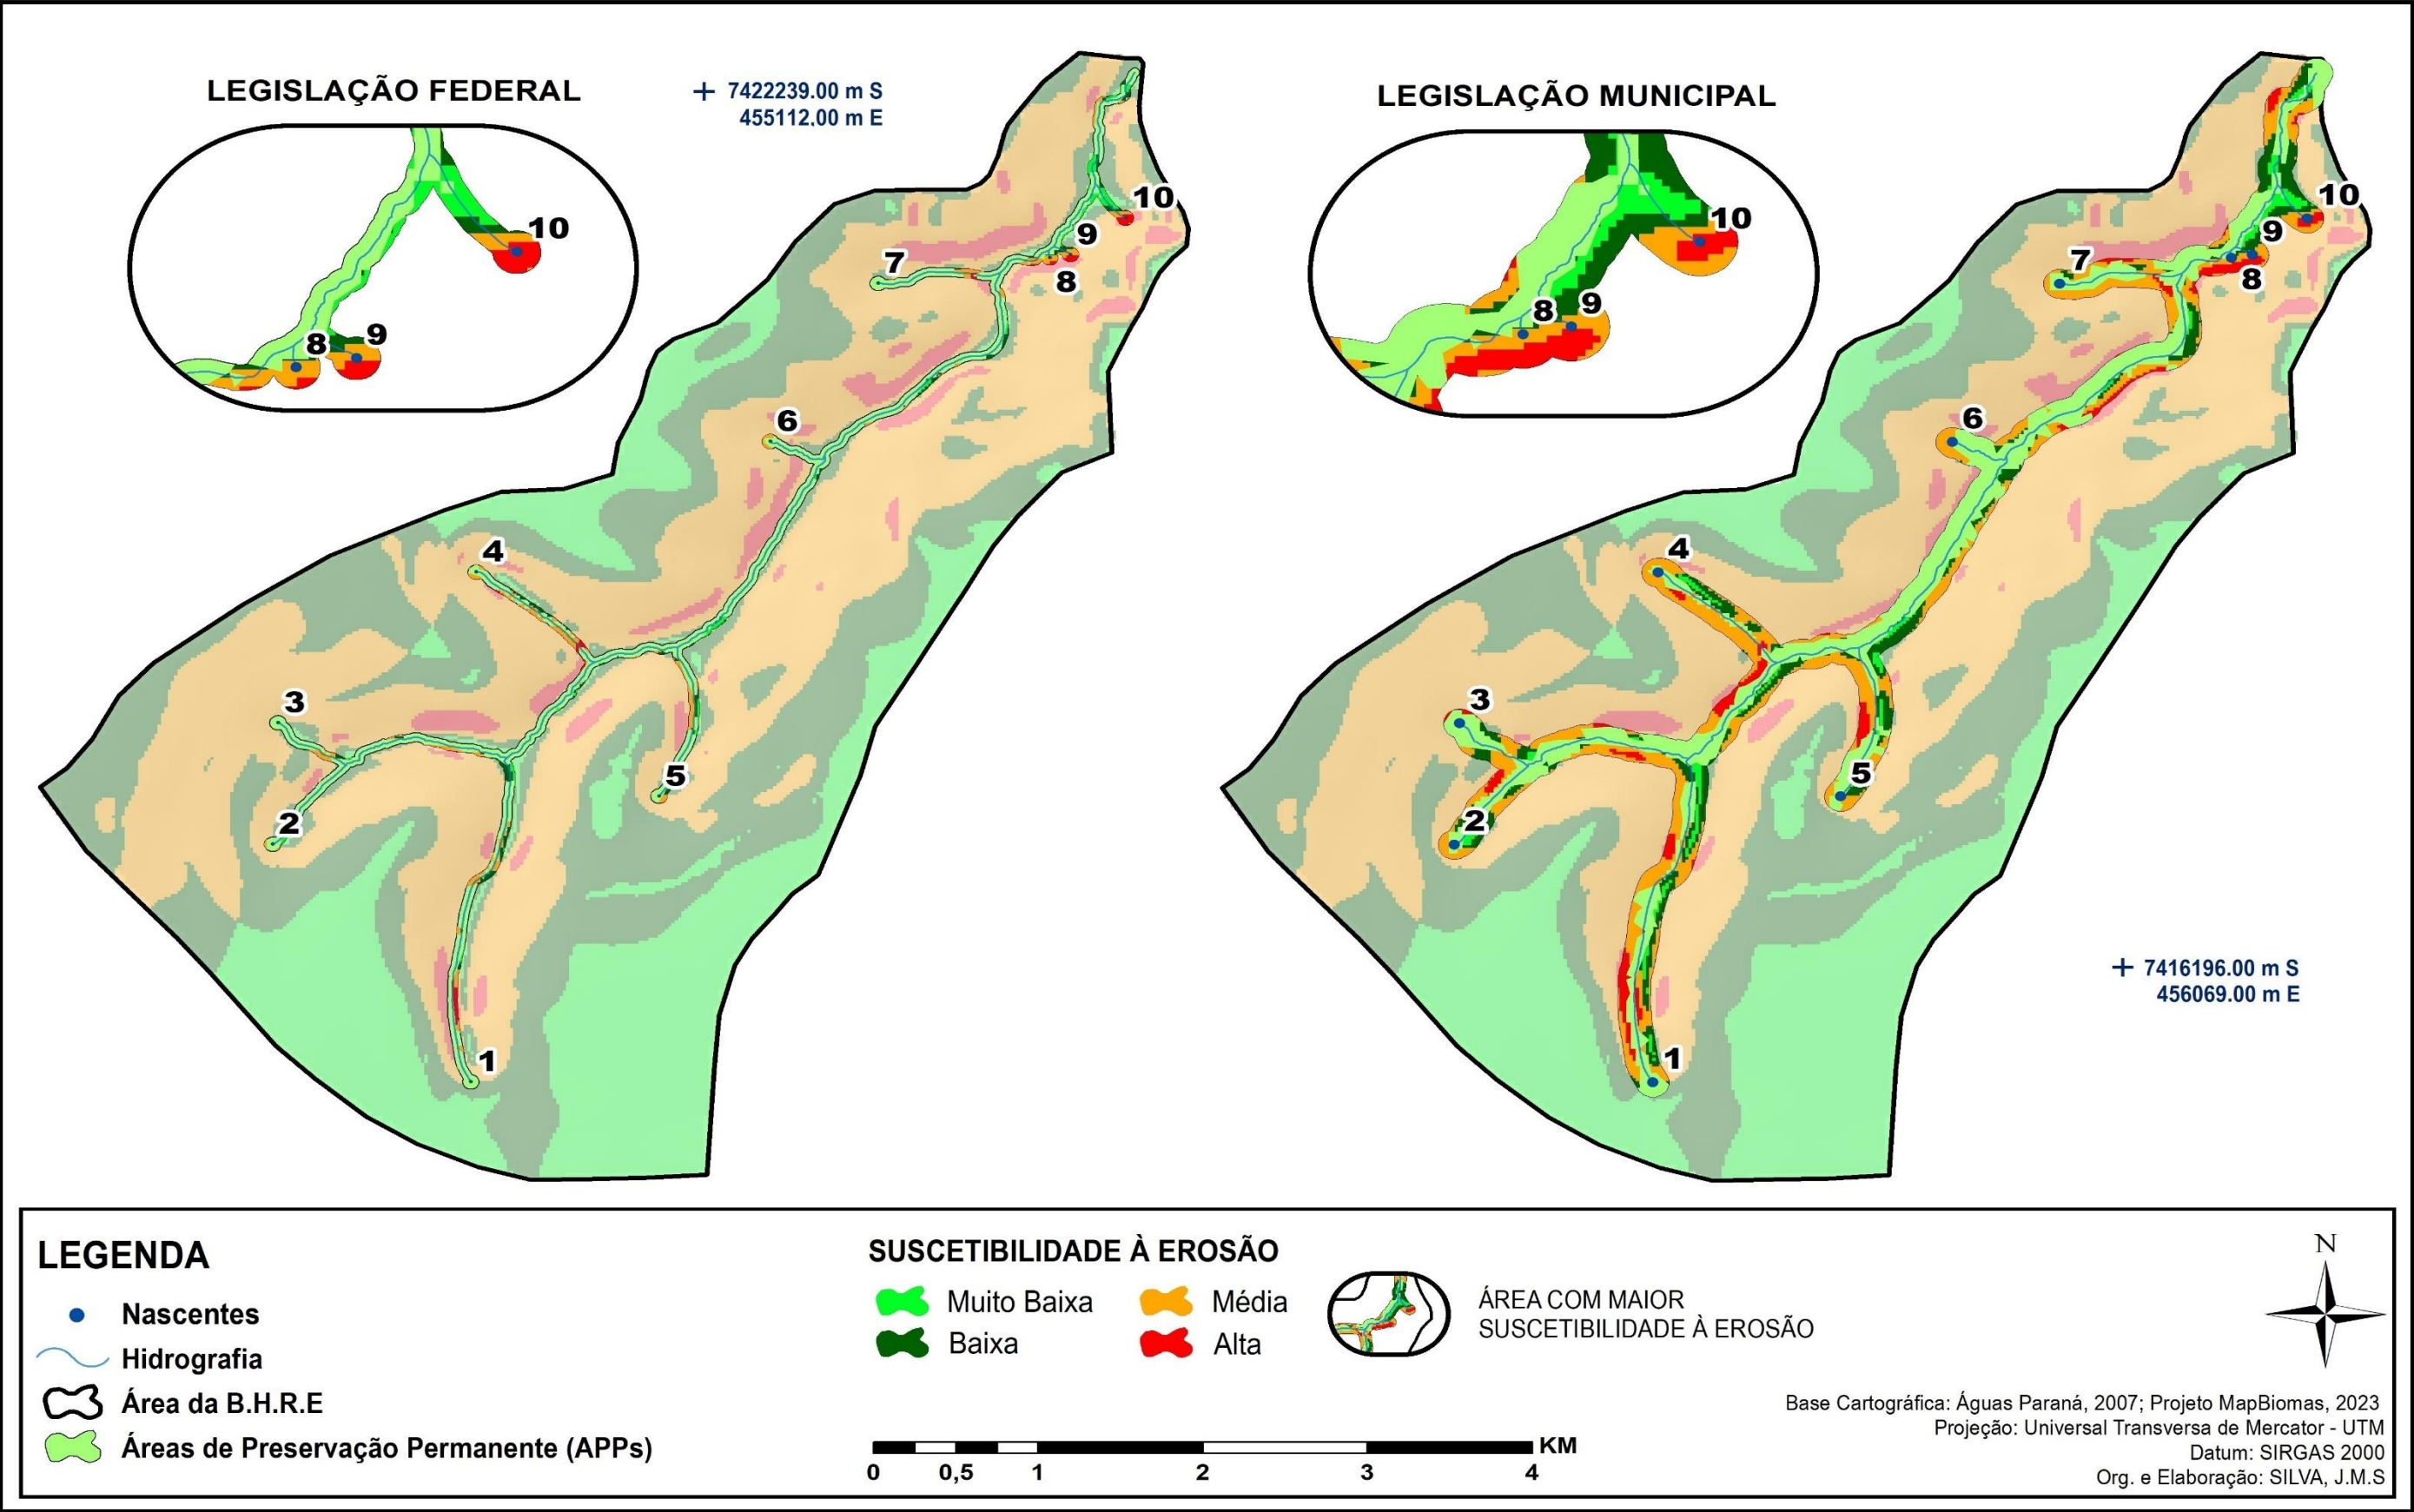 LEGISLAÇÃO FEDERAL
7422239.00 m S
455112,00 m E
LEGISLAÇÃO MUNICIPAL
10
8
9
10
8
9
10
9
8
7
6
4
3
5
2
1
10
9
8
7
6
4
3
5
2
1
7416196.00 m S
456069.00 m E
LEGENDA
Nascentes
Hidrografia
Área da B.H.R.E
Áreas de Preservação Permanente (APPs)
SUSCETIBILIDADE À EROSÃO
Muito Baixa
Média
Baixa
Alta
ÁREA COM MAIOR
SUSCETIBILIDADE À EROSÃO
KM
0 0,5 1 2 3 4
N
Base Cartográfica: Águas Paraná, 2007; Projeto MapBiomas, 2023
Projeção: Universal Transversa de Mercator - UTM
Datum: SIRGAS 2000
Org. e Elaboração: SILVA, J.M.S